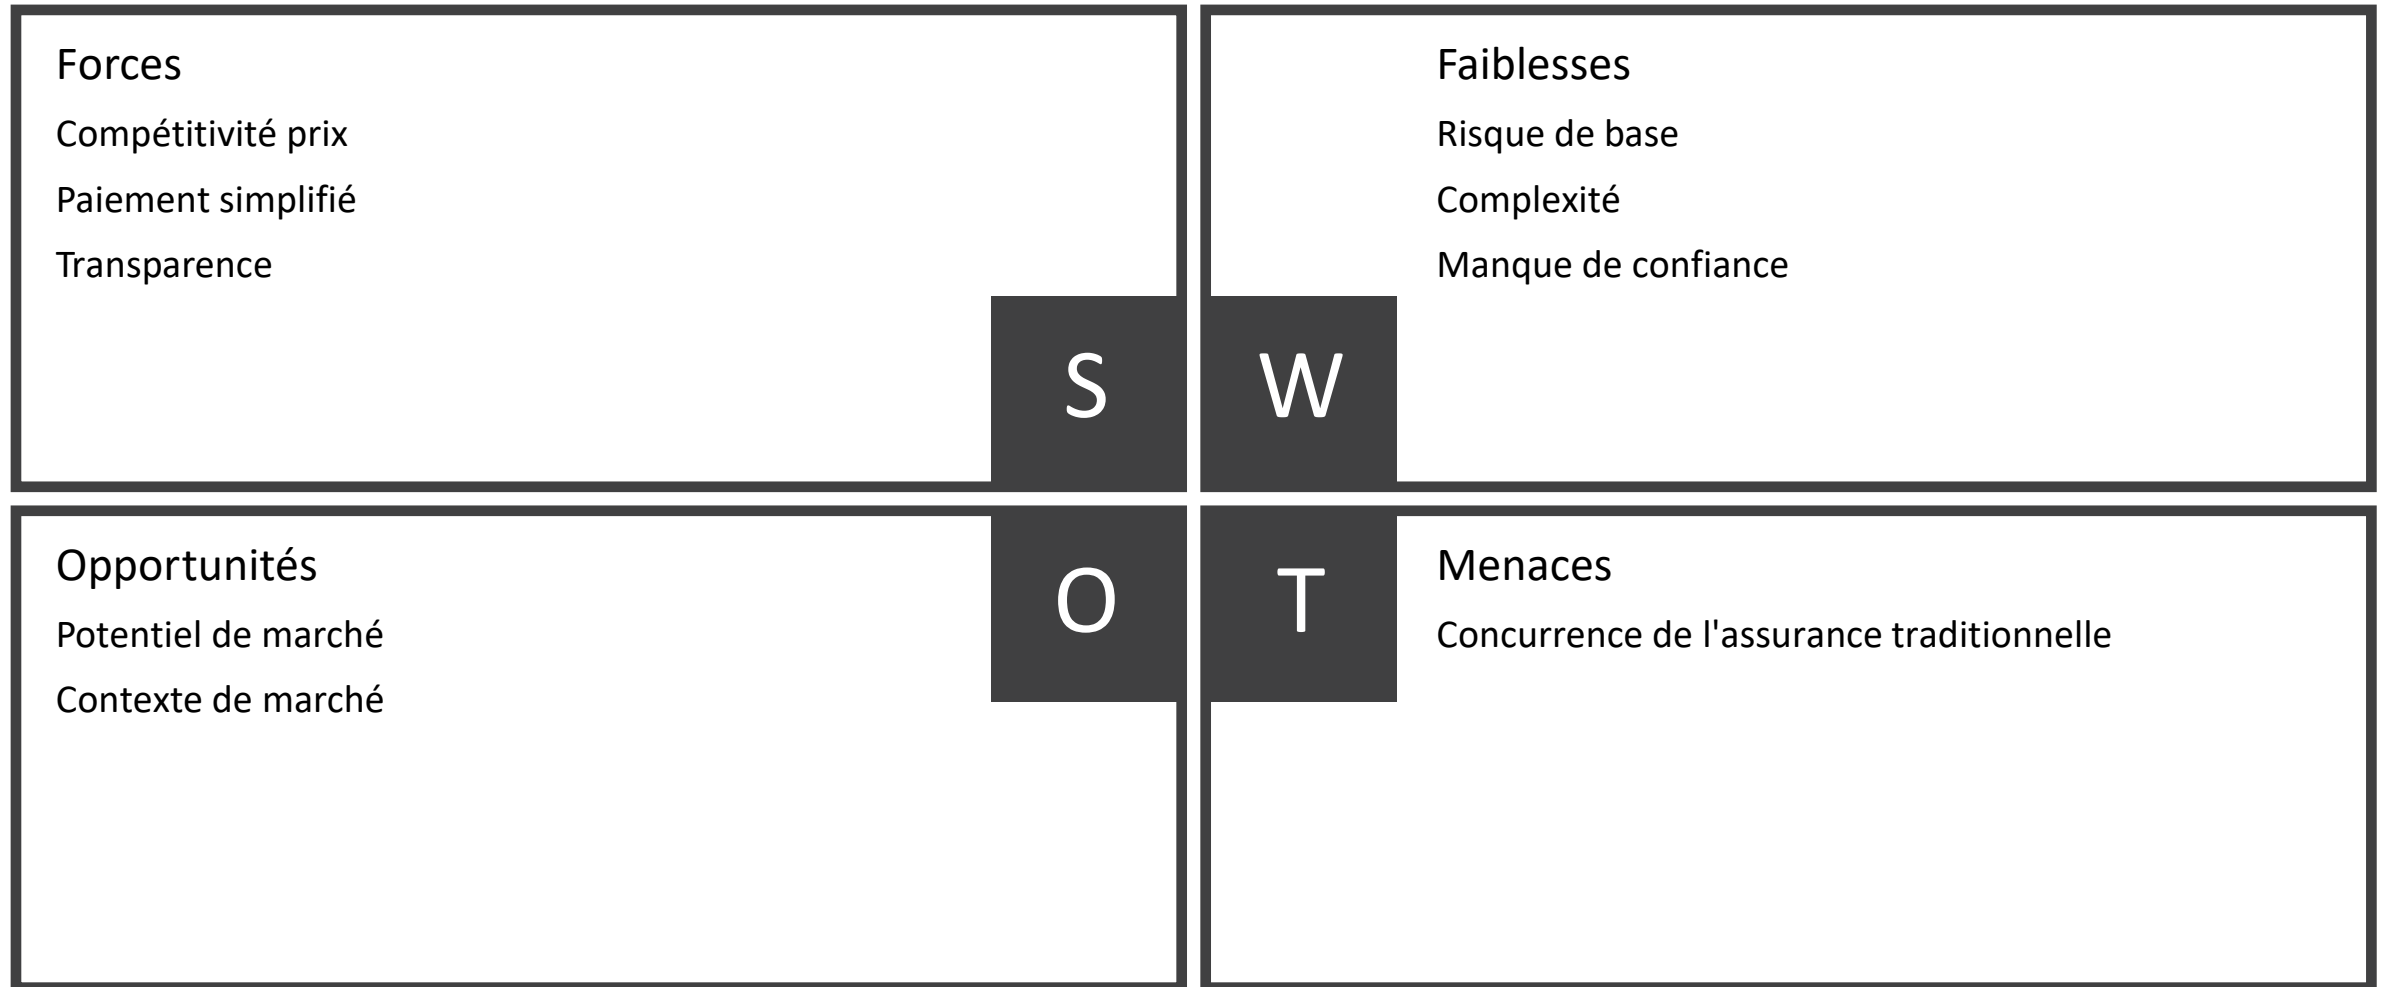 Forces
Compétitivité prix
Paiement simplifié
Transparence
S
Faiblesses
Risque de base
Complexité
Manque de confiance
W
Opportunités
Potentiel de marché
Contexte de marché
O
Menaces
Concurrence de l'assurance traditionnelle
T